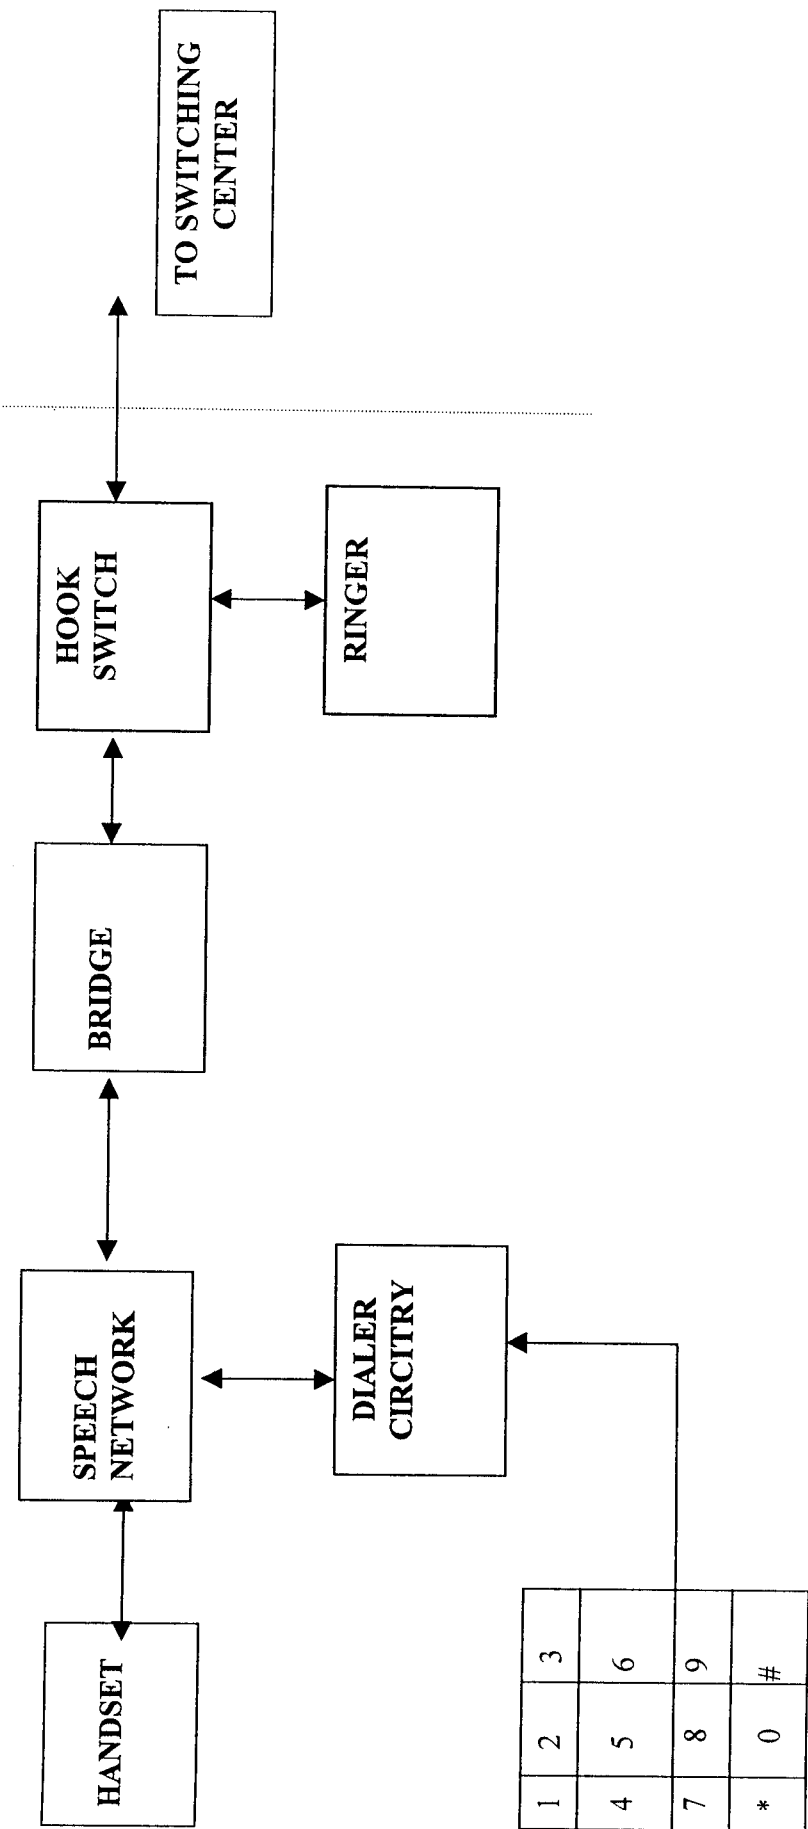 HANDSET
SPEECH
NETWORK
BRIDGE
HOOK
SWITCH
TO SWITCHING
CENTER
DIALER
CIRCITRY
RINGER
1 2 3
4 5 6
7 8 9
* 0 #